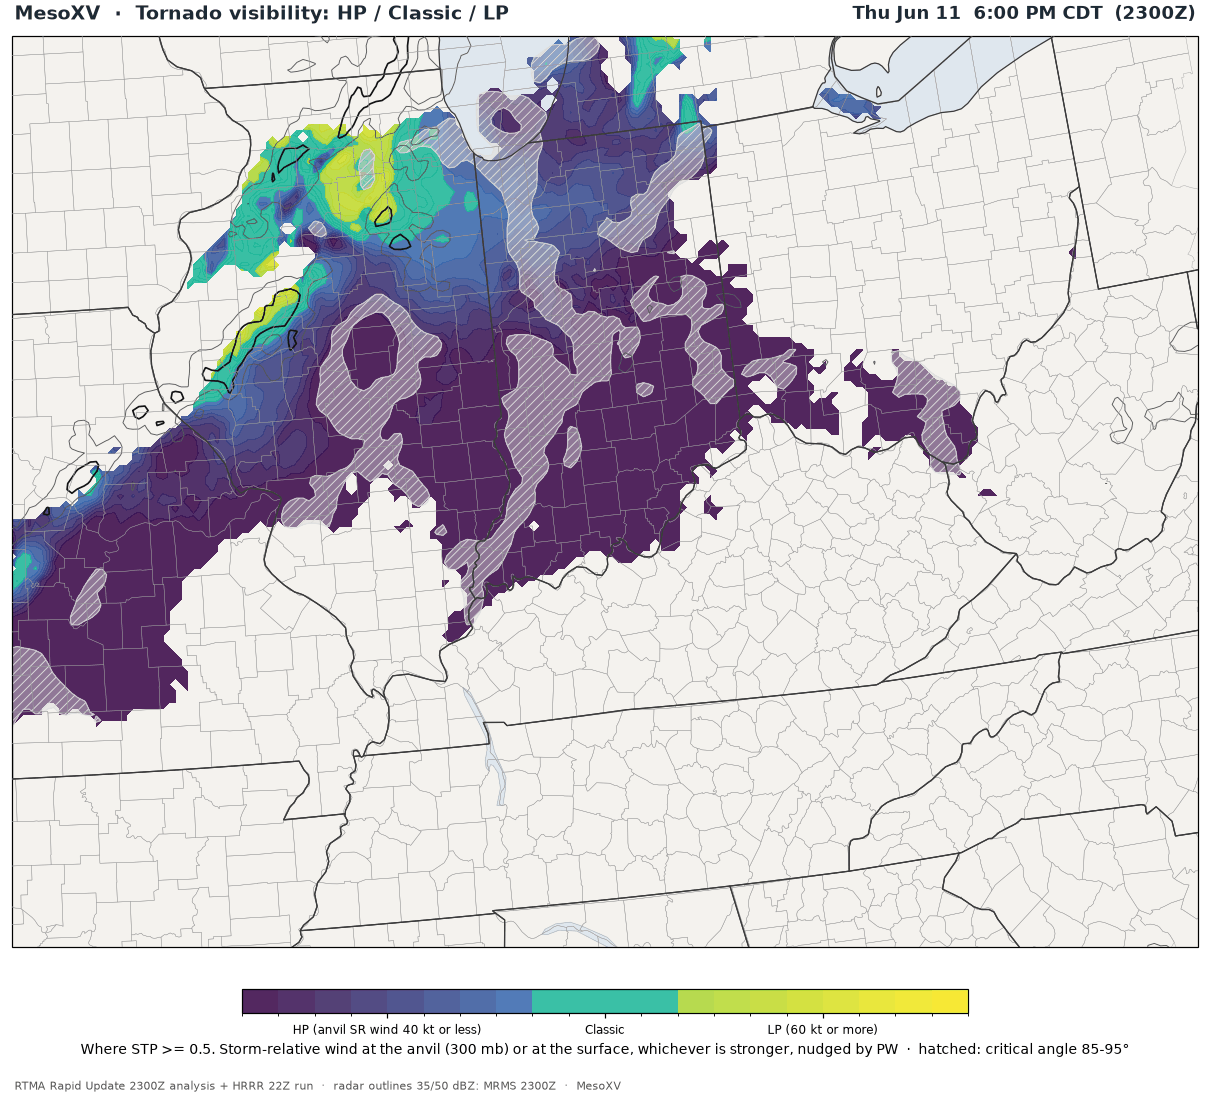 MesoXV · Tornado visibility: HP / Classic / LP
Thu Jun 11 6:00 PM CDT (2300Z)
HP (anvil SR wind 40 kt or less)
Classic
LP (60 kt or more)
Where STP >= 0.5. Storm-relative wind at the anvil (300 mb) or at the surface, whichever is stronger, nudged by PW · hatched: critical angle 85-95°
RTMA Rapid Update 2300Z analysis + HRRR 22Z run · radar outlines 35/50 dBZ: MRMS 2300Z · MesoXV